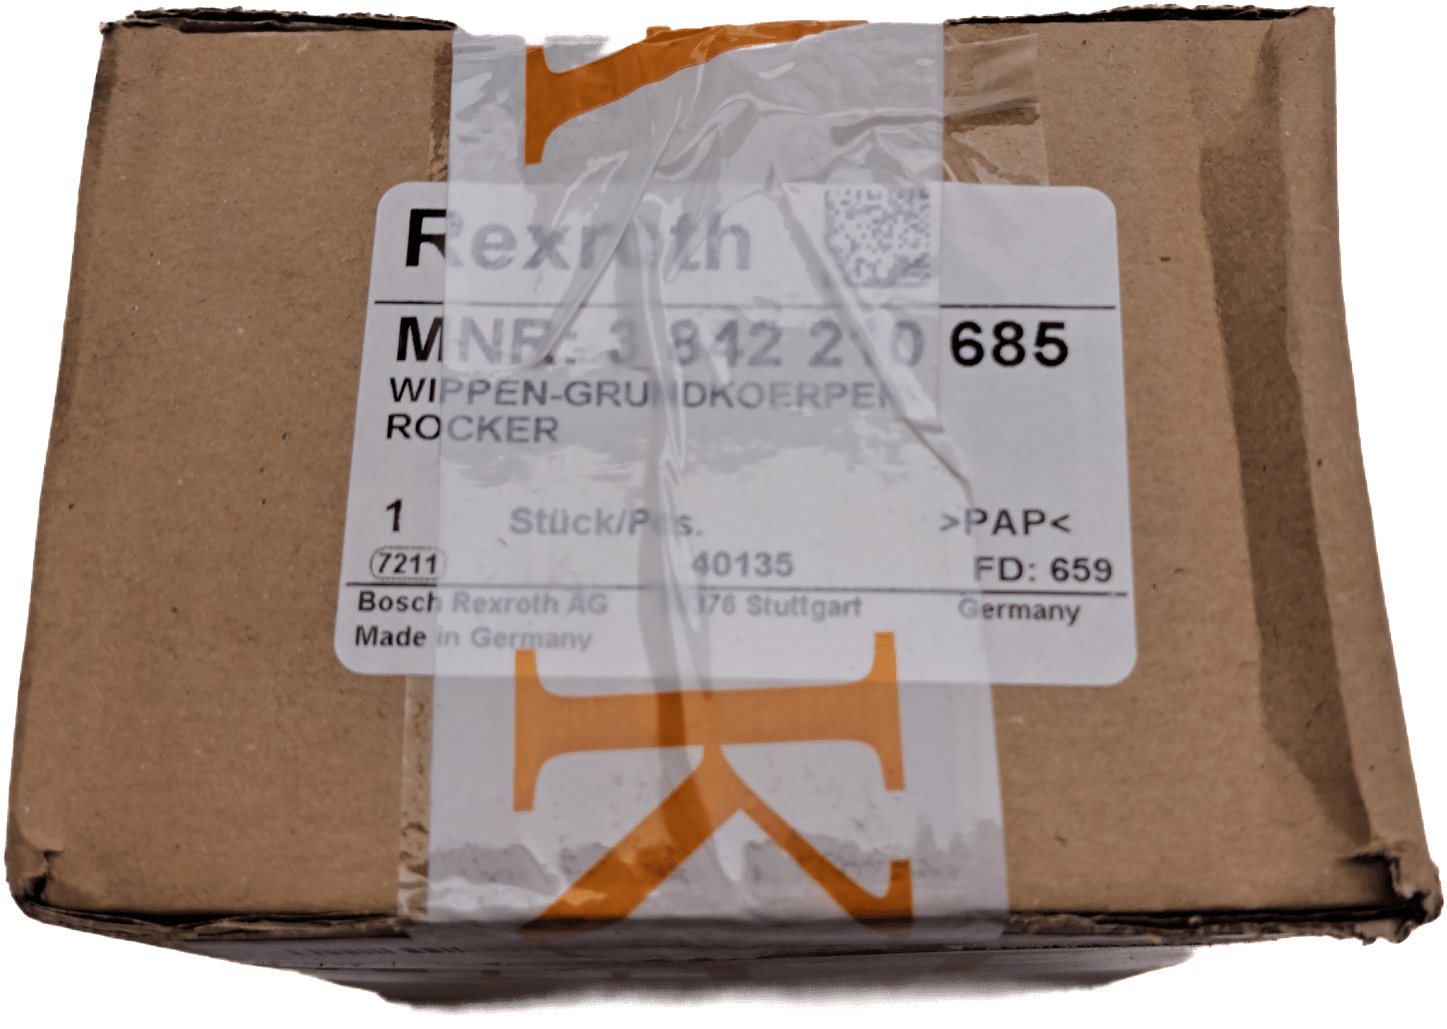 Rexroth
MNR: 3 842 210 685
WIPPEN-GRUNDKOERPER
ROCKER
1 Stück/Pcs. >PAP<
7211 40135 FD: 659
Bosch Rexroth AG Stuttgart Germany
Made in Germany
K